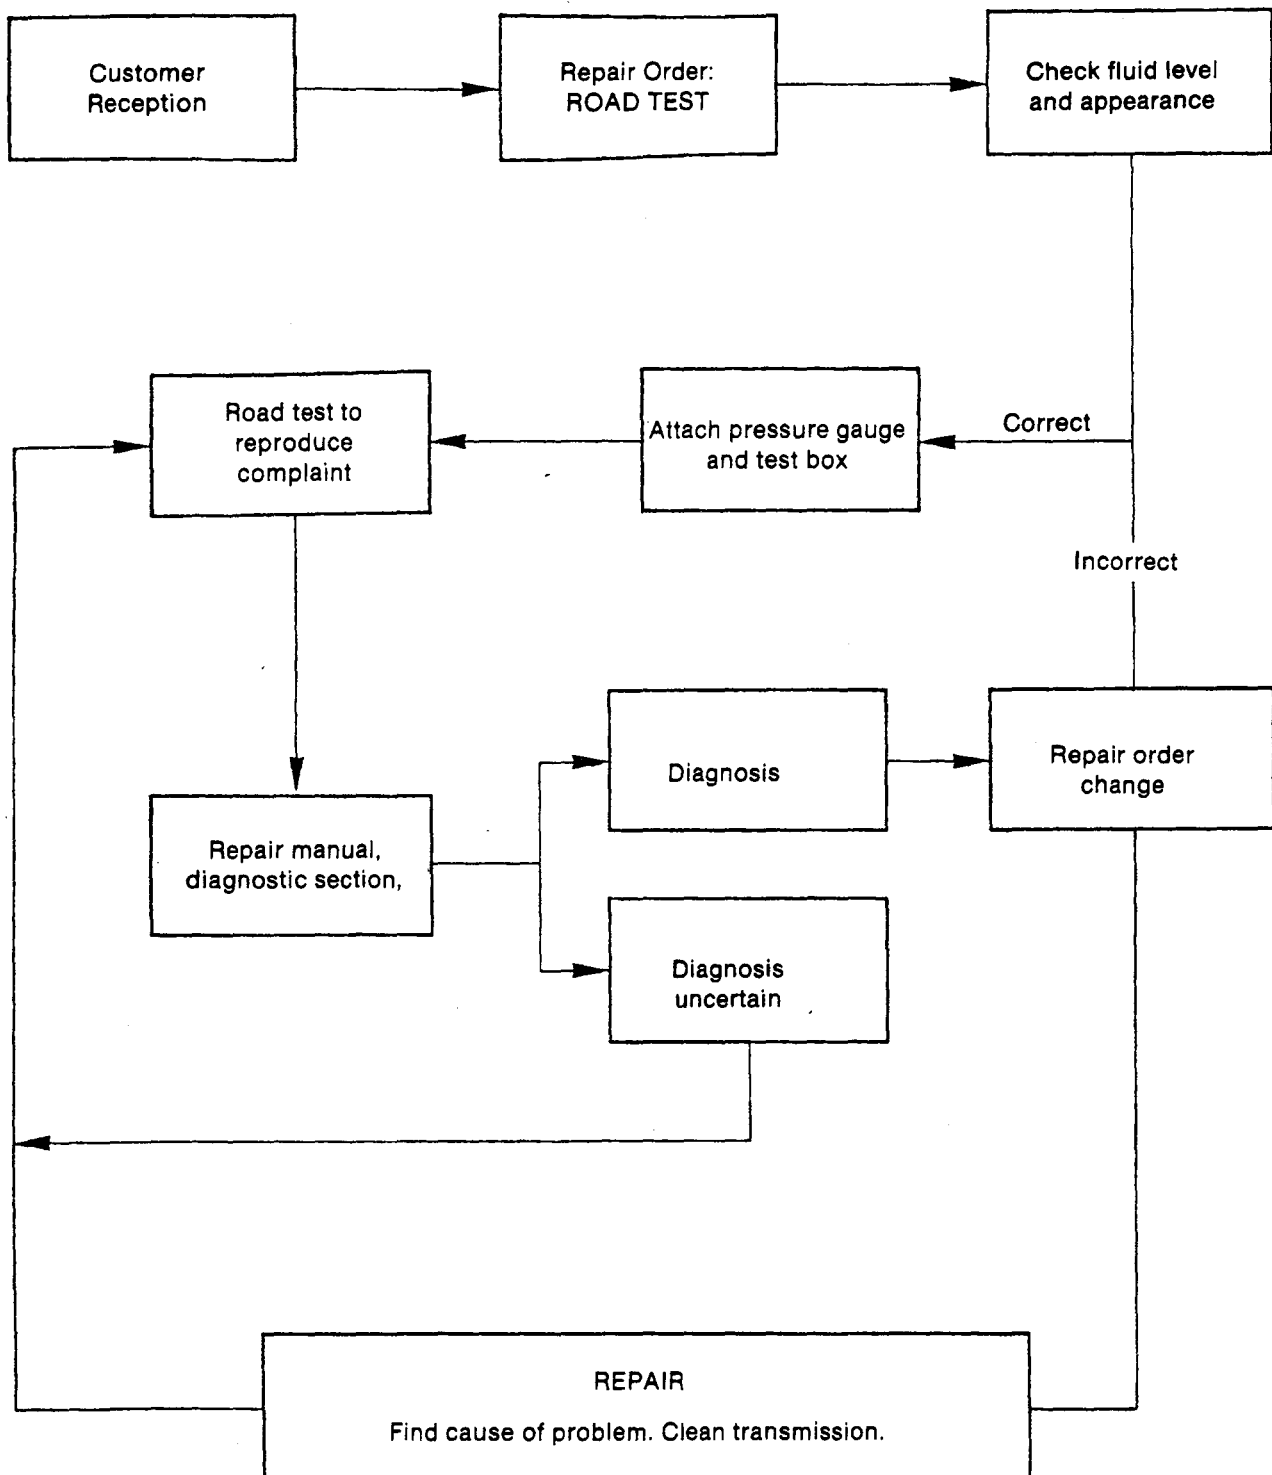 Customer
Reception
Repair Order:
ROAD TEST
Check fluid level
and appearance
Road test to
reproduce
complaint
Attach pressure gauge
and test box
Correct
Incorrect
Repair manual,
diagnostic section,
Diagnosis
Repair order
change
Diagnosis
uncertain
REPAIR
Find cause of problem. Clean transmission.